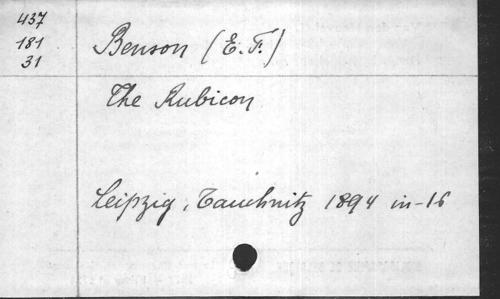 437
181
31
Benson (E. F.)
The Rubicon
Leipzig, Tauchnitz 1894 in-16